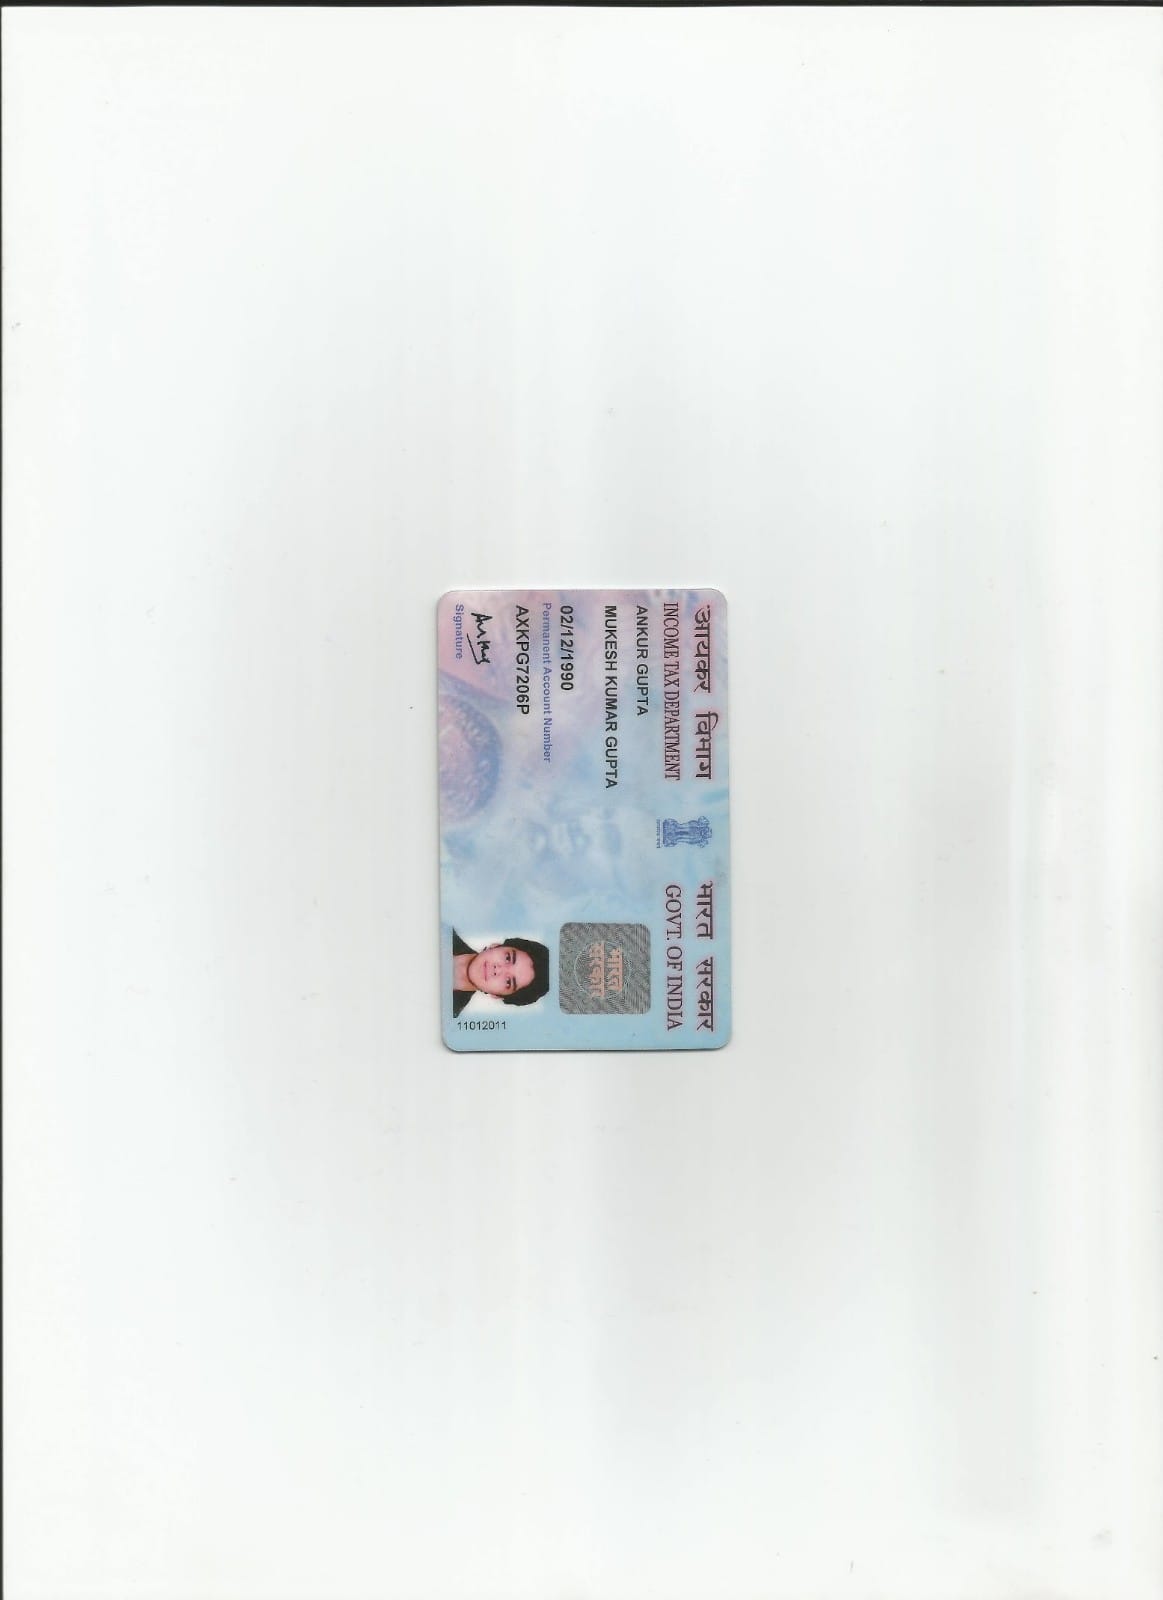 आयकर विभाग
INCOME TAX DEPARTMENT
भारत सरकार
GOVT. OF INDIA
ANKUR GUPTA
MUKESH KUMAR GUPTA
02/12/1990
Permanent Account Number
AXKPG7206P
Signature
भारत
सरकार
11012011